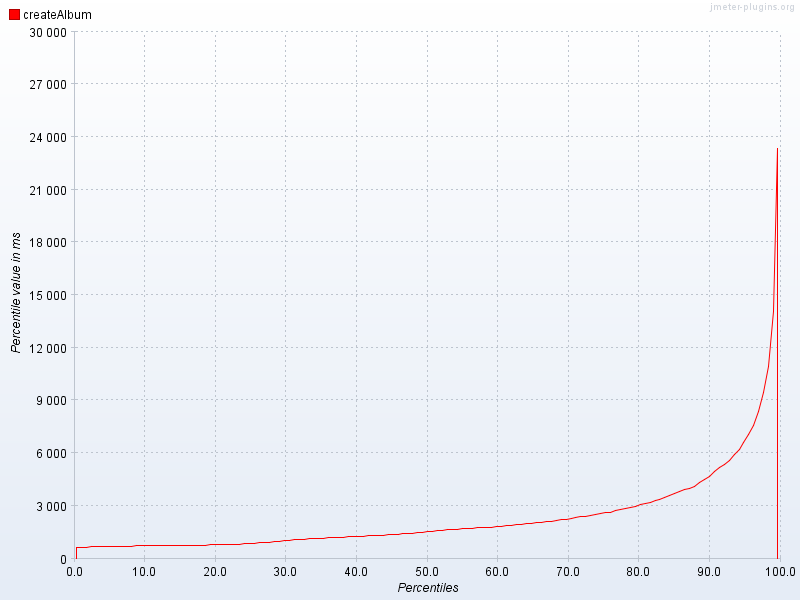 jmeter-plugins.org
createAlbum
30 000
27 000
24 000
21 000
18 000
15 000
12 000
9 000
6 000
3 000
0
Percentile value in ms
0.0 10.0 20.0 30.0 40.0 50.0 60.0 70.0 80.0 90.0 100.0
Percentiles